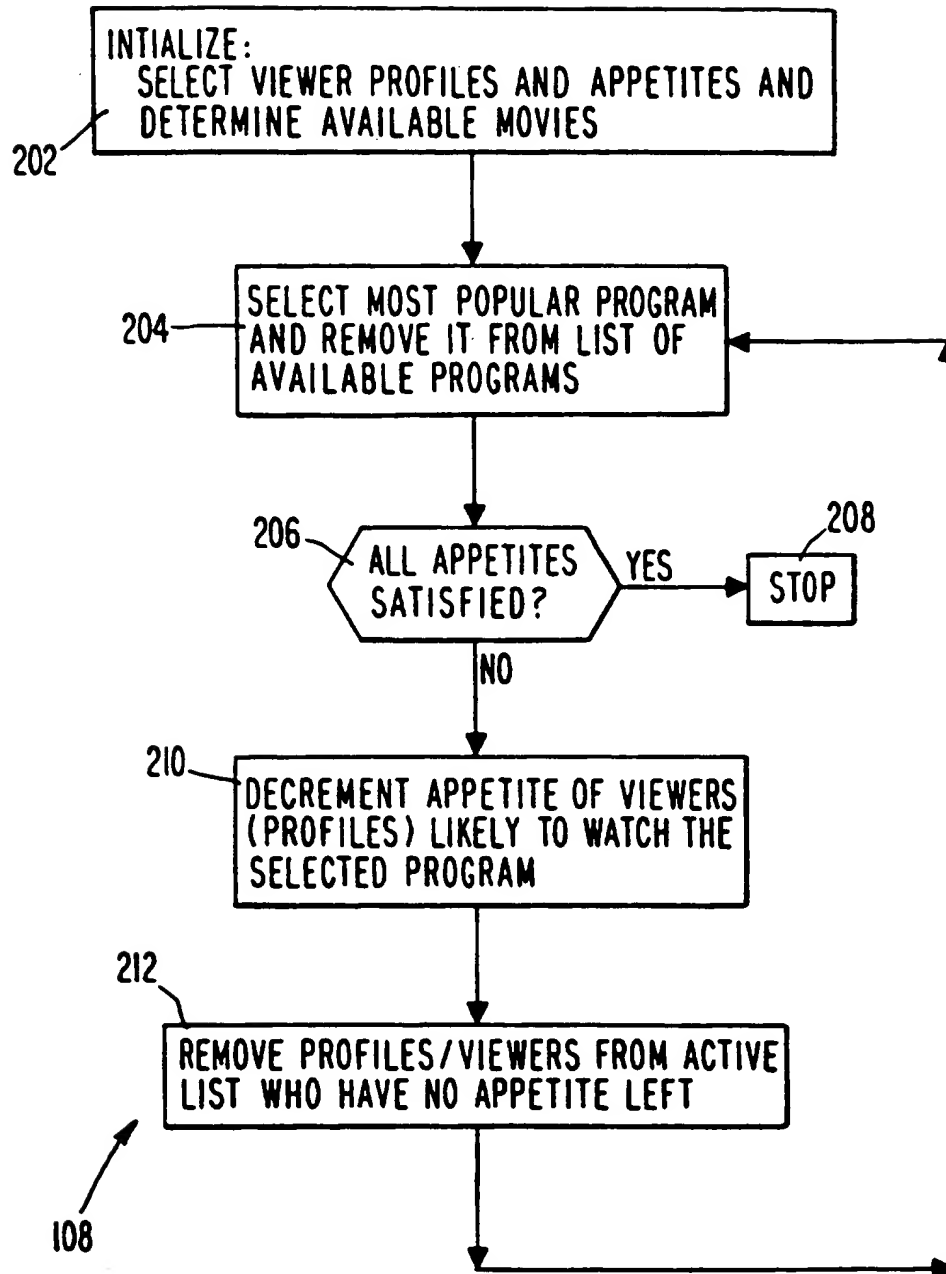 INTIALIZE:
SELECT VIEWER PROFILES AND APPETITES AND
DETERMINE AVAILABLE MOVIES
202
SELECT MOST POPULAR PROGRAM
AND REMOVE IT FROM LIST OF
AVAILABLE PROGRAMS
204
206
ALL APPETITES
SATISFIED?
YES
208
STOP
NO
210
DECREMENT APPETITE OF VIEWERS
(PROFILES) LIKELY TO WATCH THE
SELECTED PROGRAM
212
REMOVE PROFILES/VIEWERS FROM ACTIVE
LIST WHO HAVE NO APPETITE LEFT
108